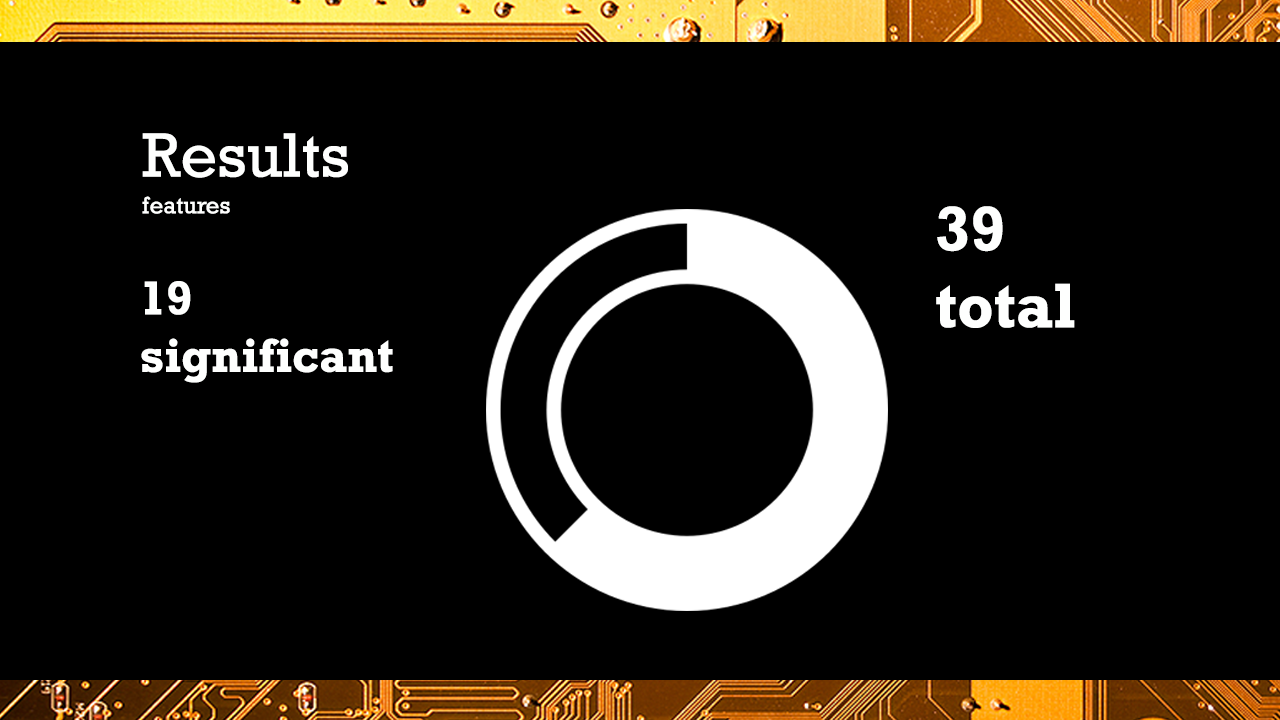 Results
features
19
significant
39
total